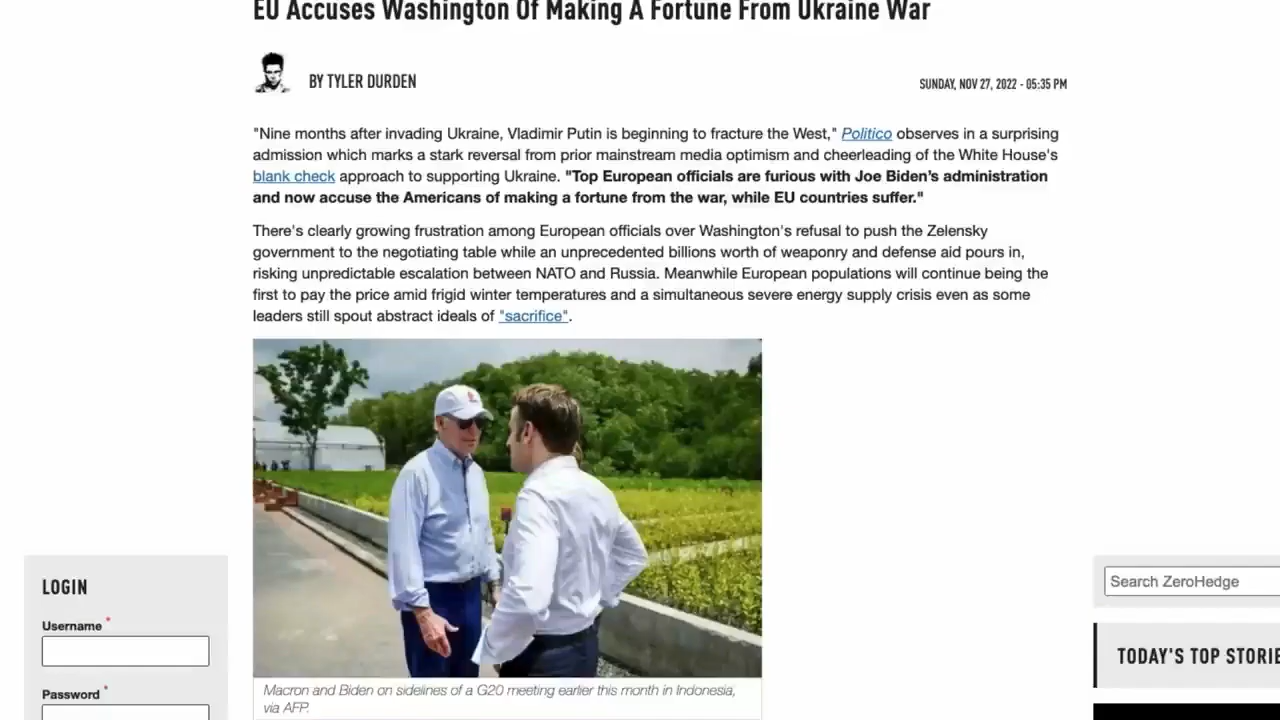 EU Accuses Washington Of Making A Fortune From Ukraine War
BY TYLER DURDEN
SUNDAY, NOV 27, 2022 - 05:35 PM
"Nine months after invading Ukraine, Vladimir Putin is beginning to fracture the West," Politico observes in a surprising
admission which marks a stark reversal from prior mainstream media optimism and cheerleading of the White House's
blank check approach to supporting Ukraine. "Top European officials are furious with Joe Biden's administration
and now accuse the Americans of making a fortune from the war, while EU countries suffer."
There's clearly growing frustration among European officials over Washington's refusal to push the Zelensky
government to the negotiating table while an unprecedented billions worth of weaponry and defense aid pours in,
risking unpredictable escalation between NATO and Russia. Meanwhile European populations will continue being the
first to pay the price amid frigid winter temperatures and a simultaneous severe energy supply crisis even as some
leaders still spout abstract ideals of "sacrifice".
Macron and Biden on sidelines of a G20 meeting earlier this month in Indonesia,
via AFP.
LOGIN
Username *
Password *
Search ZeroHedge
TODAY'S TOP STORIE